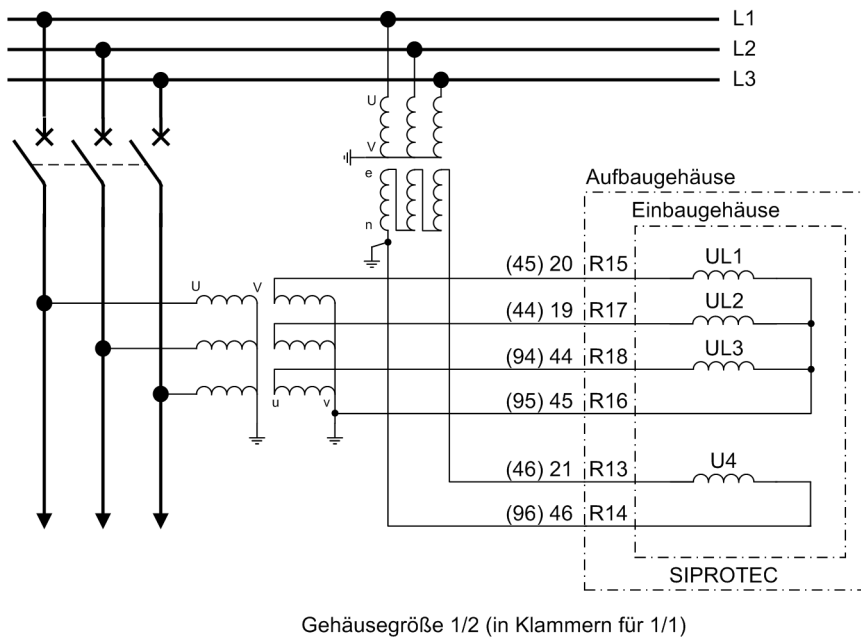 L1
L2
L3
U
V
e
n
Aufbaugehäuse
Einbaugehäuse
(45) 20 R15 UL1
U V
(44) 19 R17 UL2
(94) 44 R18 UL3
u v
(95) 45 R16
(46) 21 R13 U4
(96) 46 R14
SIPROTEC
Gehäusegröße 1/2 (in Klammern für 1/1)